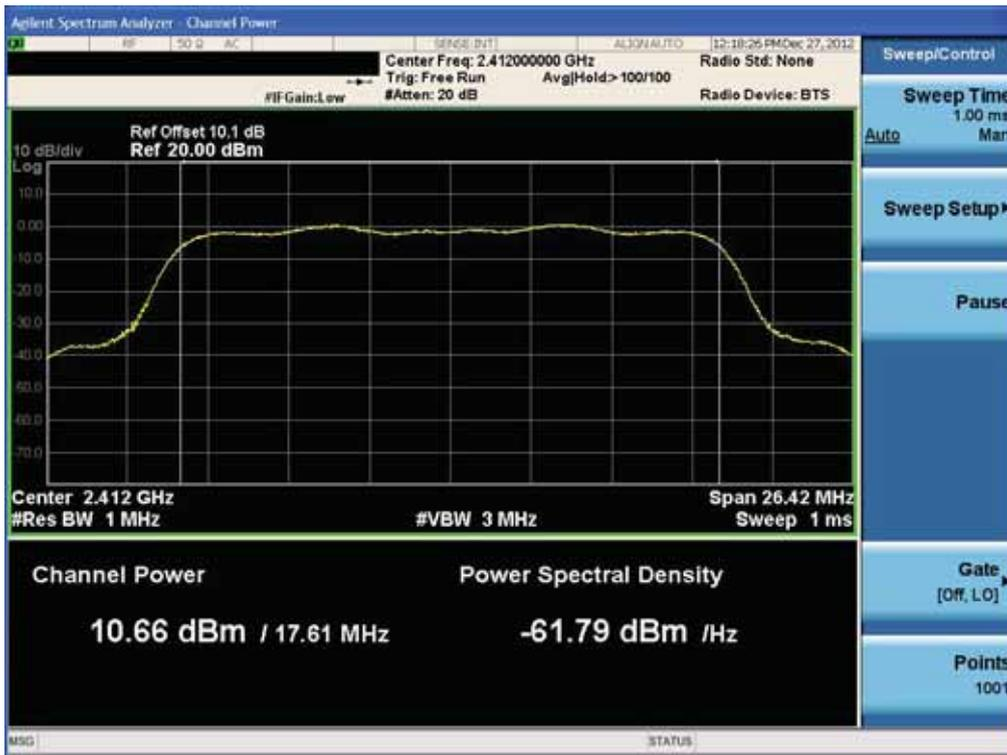 Agilent Spectrum Analyzer - Channel Power
RF 50 Ω AC SENSE:INT ALIGN AUTO 12:18:26 PM Dec 27, 2012
Center Freq: 2.412000000 GHz Radio Std: None
Trig: Free Run Avg|Hold:> 100/100
#IFGain:Low #Atten: 20 dB Radio Device: BTS
Ref Offset 10.1 dB
10 dB/div Ref 20.00 dBm
Log
10.0
0.00
-10.0
-20.0
-30.0
-40.0
-50.0
-60.0
-70.0
Center 2.412 GHz Span 26.42 MHz
#Res BW 1 MHz #VBW 3 MHz Sweep 1 ms
Channel Power Power Spectral Density
10.66 dBm / 17.61 MHz -61.79 dBm /Hz
MSG STATUS
Sweep/Control
Sweep Time
1.00 ms
Auto Man
Sweep Setup
Pause
Gate
[Off, LO]
Points
1001